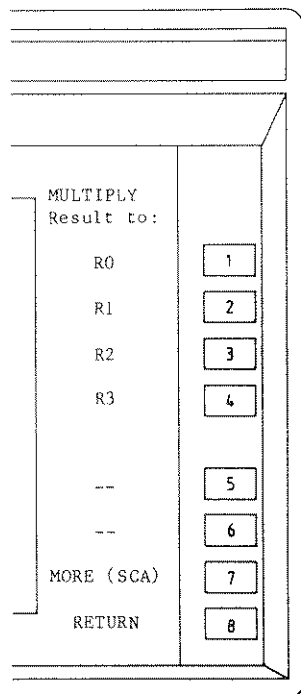 MULTIPLY
Result to:
R0 1
R1 2
R2 3
R3 4
-- 5
-- 6
MORE (SCA) 7
RETURN 8